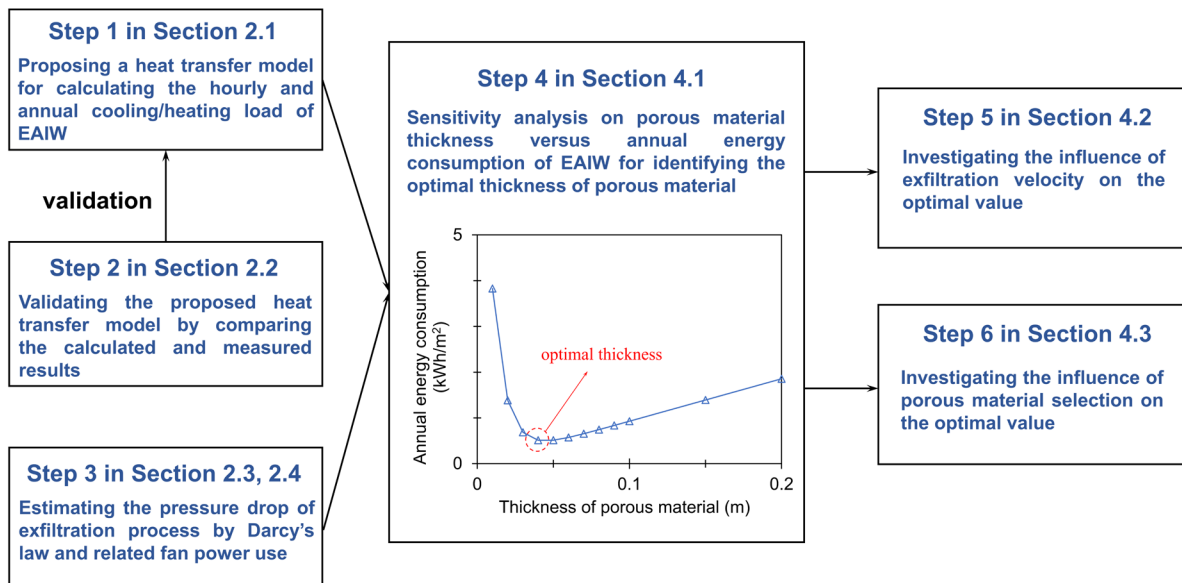 Step 1 in Section 2.1
Proposing a heat transfer model
for calculating the hourly and
annual cooling/heating load of
EAIW
validation
Step 2 in Section 2.2
Validating the proposed heat
transfer model by comparing
the calculated and measured
results
Step 3 in Section 2.3, 2.4
Estimating the pressure drop of
exfiltration process by Darcy's
law and related fan power use
Step 4 in Section 4.1
Sensitivity analysis on porous material
thickness versus annual energy
consumption of EAIW for identifying the
optimal thickness of porous material
Annual energy consumption
(kWh/m²)
5
0
optimal thickness
0 0.1 0.2
Thickness of porous material (m)
Step 5 in Section 4.2
Investigating the influence of
exfiltration velocity on the
optimal value
Step 6 in Section 4.3
Investigating the influence of
porous material selection on
the optimal value